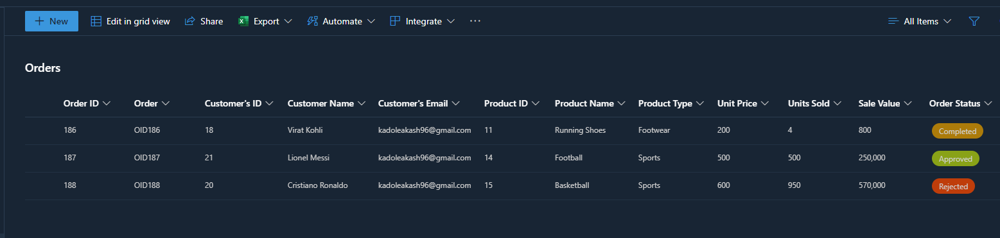 New Edit in grid view Share Export Automate Integrate ··· All Items
Orders
Order ID Order Customer's ID Customer Name Customer's Email Product ID Product Name Product Type Unit Price Units Sold Sale Value Order Status
186 OID186 18 Virat Kohli kadoleakash96@gmail.com 11 Running Shoes Footwear 200 4 800 Completed
187 OID187 21 Lionel Messi kadoleakash96@gmail.com 14 Football Sports 500 500 250,000 Approved
188 OID188 20 Cristiano Ronaldo kadoleakash96@gmail.com 15 Basketball Sports 600 950 570,000 Rejected